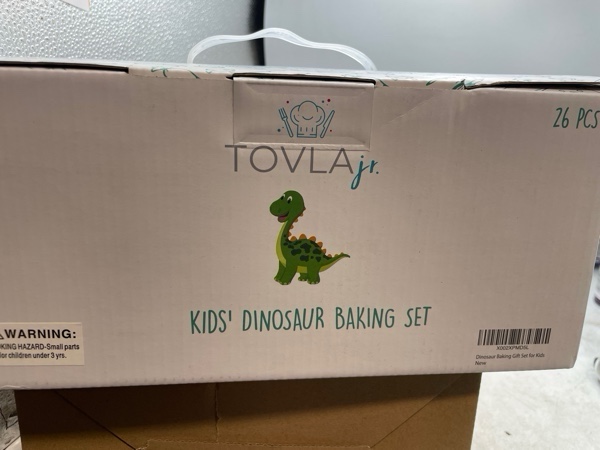 26 PCS
TOVLA jr.
KIDS' DINOSAUR BAKING SET
WARNING:
KING HAZARD-Small parts
for children under 3 yrs.
Dinosaur Baking Gift Set for Kids
New